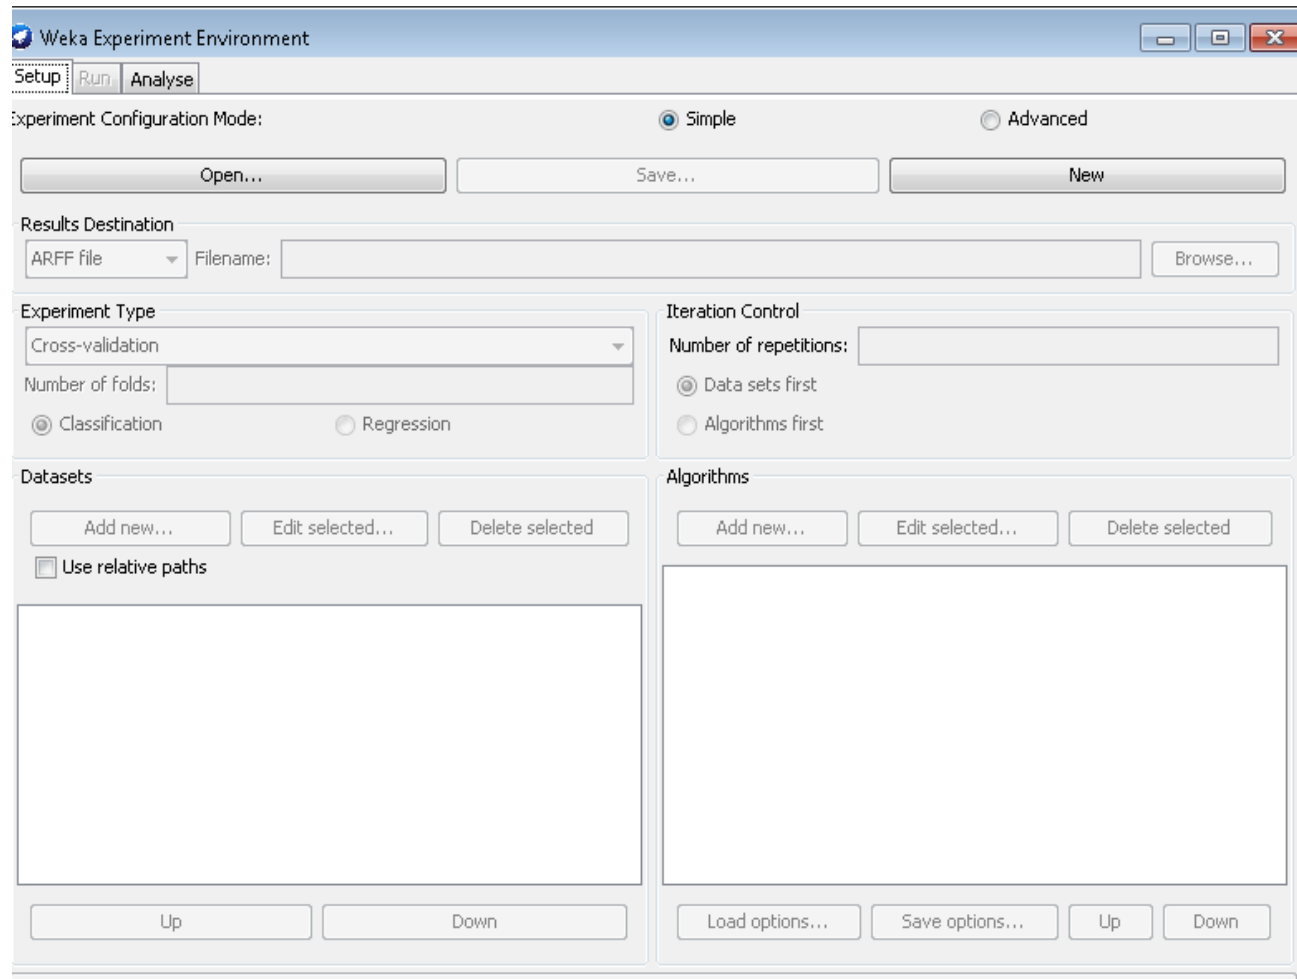 Weka Experiment Environment
Setup Run Analyse
Experiment Configuration Mode: Simple Advanced
Open... Save... New
Results Destination
ARFF file Filename: Browse...
Experiment Type Iteration Control
Cross-validation Number of repetitions:
Number of folds: Data sets first
Classification Regression Algorithms first
Datasets Algorithms
Add new... Edit selected... Delete selected Add new... Edit selected... Delete selected
Use relative paths
Up Down Load options... Save options... Up Down